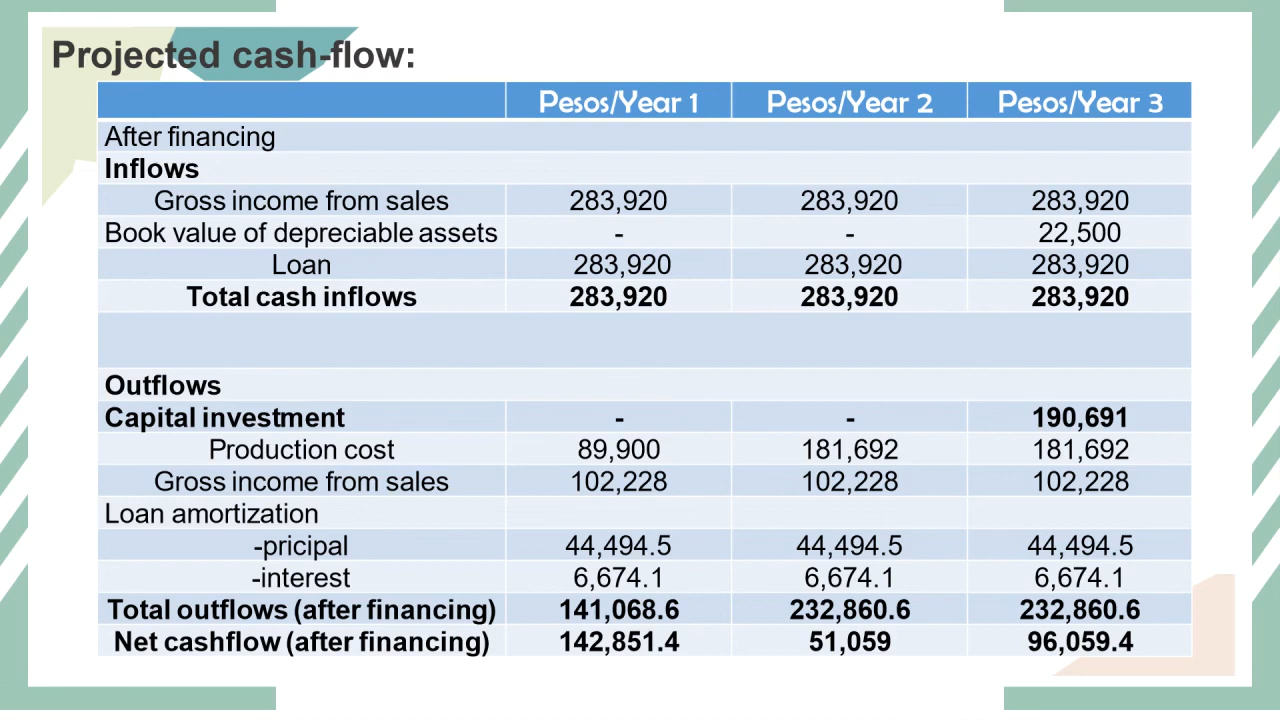 Projected cash-flow:
Pesos/Year 1 Pesos/Year 2 Pesos/Year 3
After financing
Inflows
Gross income from sales 283,920 283,920 283,920
Book value of depreciable assets - - 22,500
Loan 283,920 283,920 283,920
Total cash inflows 283,920 283,920 283,920
Outflows
Capital investment - - 190,691
Production cost 89,900 181,692 181,692
Gross income from sales 102,228 102,228 102,228
Loan amortization
-pricipal 44,494.5 44,494.5 44,494.5
-interest 6,674.1 6,674.1 6,674.1
Total outflows (after financing) 141,068.6 232,860.6 232,860.6
Net cashflow (after financing) 142,851.4 51,059 96,059.4